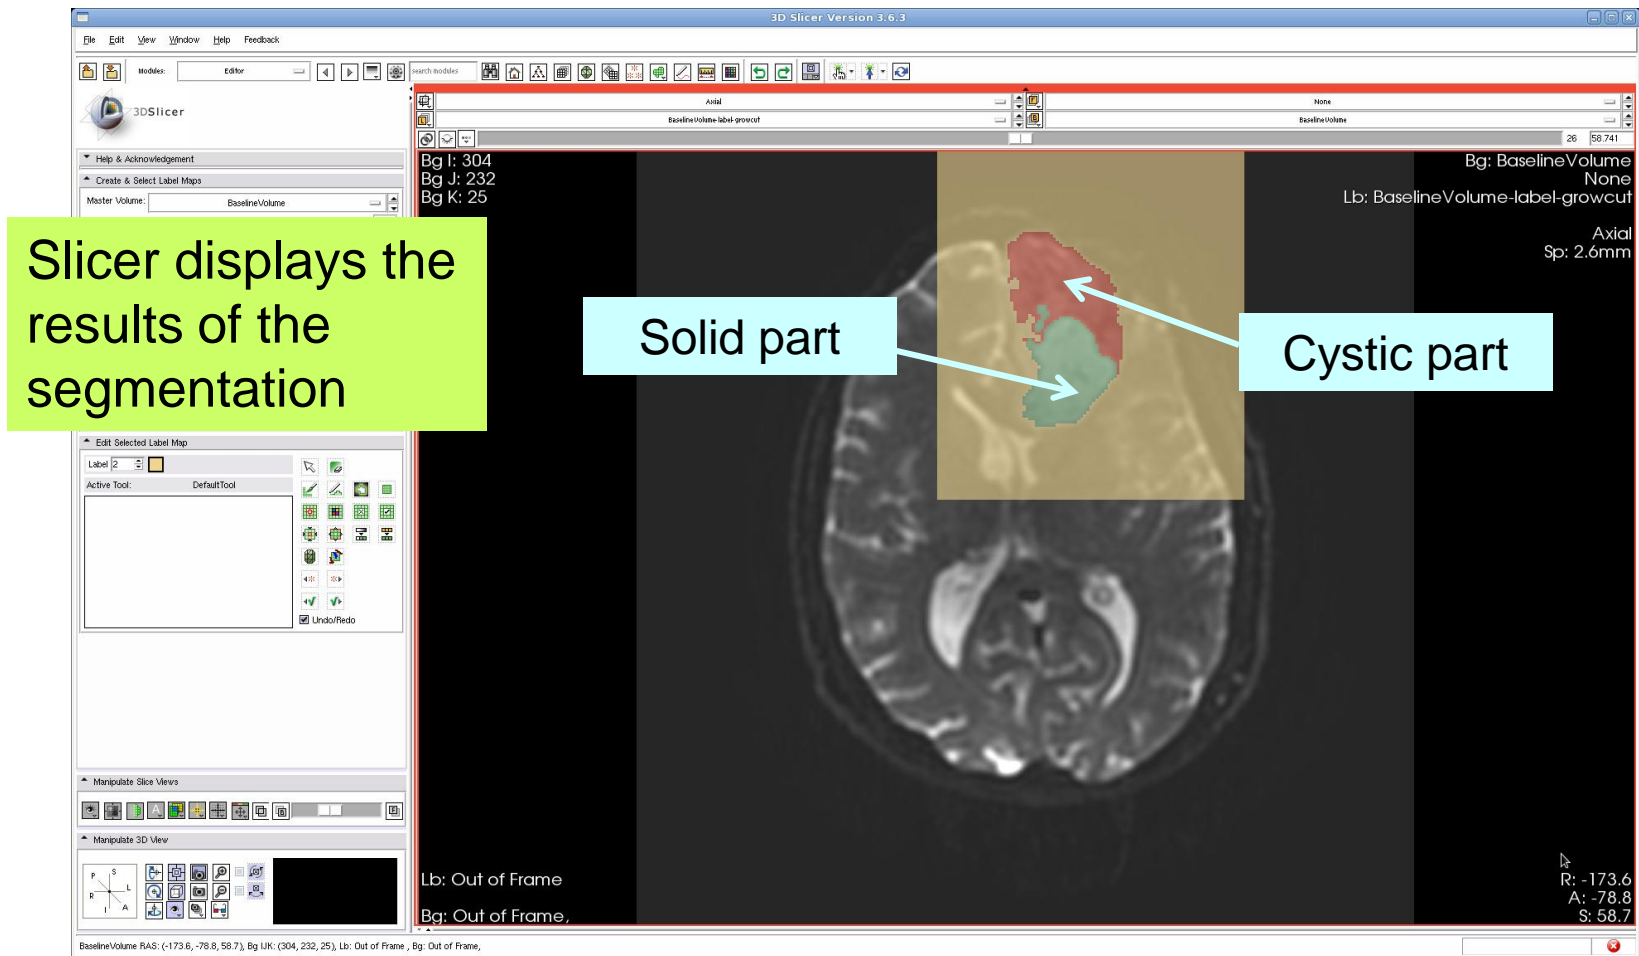 3D Slicer Version 3.6.3
File Edit View Window Help Feedback
Modules: Editor search modules
3DSlicer
Axial None
BaselineVolume-label-growcut BaselineVolume
26 58.741
Help & Acknowledgement
Create & Select Label Maps
Master Volume: BaselineVolume
Bg I: 304
Bg J: 232
Bg K: 25
Bg: BaselineVolume
None
Lb: BaselineVolume-label-growcut
Axial
Sp: 2.6mm
Slicer displays the
results of the
segmentation
Solid part
Cystic part
Edit Selected Label Map
Label 2
Active Tool: DefaultTool
Undo/Redo
Manipulate Slice Views
Manipulate 3D View
P S
R L
I A
Lb: Out of Frame
Bg: Out of Frame,
R: -173.6
A: -78.8
S: 58.7
BaselineVolume RAS: (-173.6, -78.8, 58.7), Bg IJK: (304, 232, 25), Lb: Out of Frame , Bg: Out of Frame,